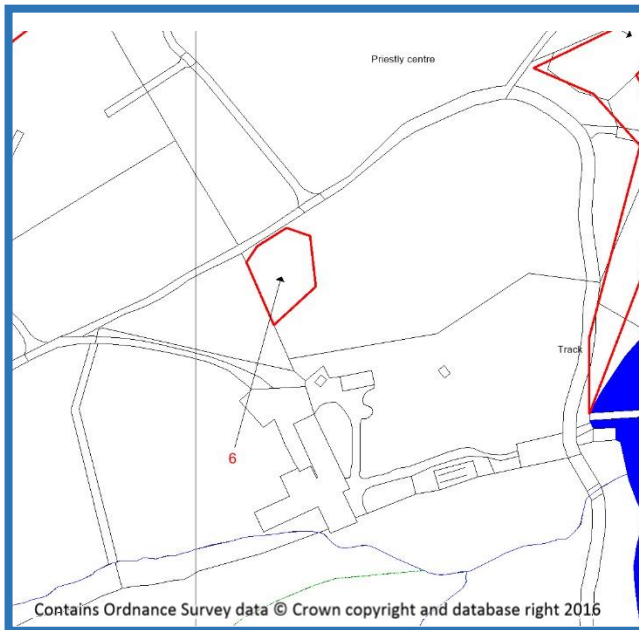 Priestly centre
Track
6
Contains Ordnance Survey data © Crown copyright and database right 2016